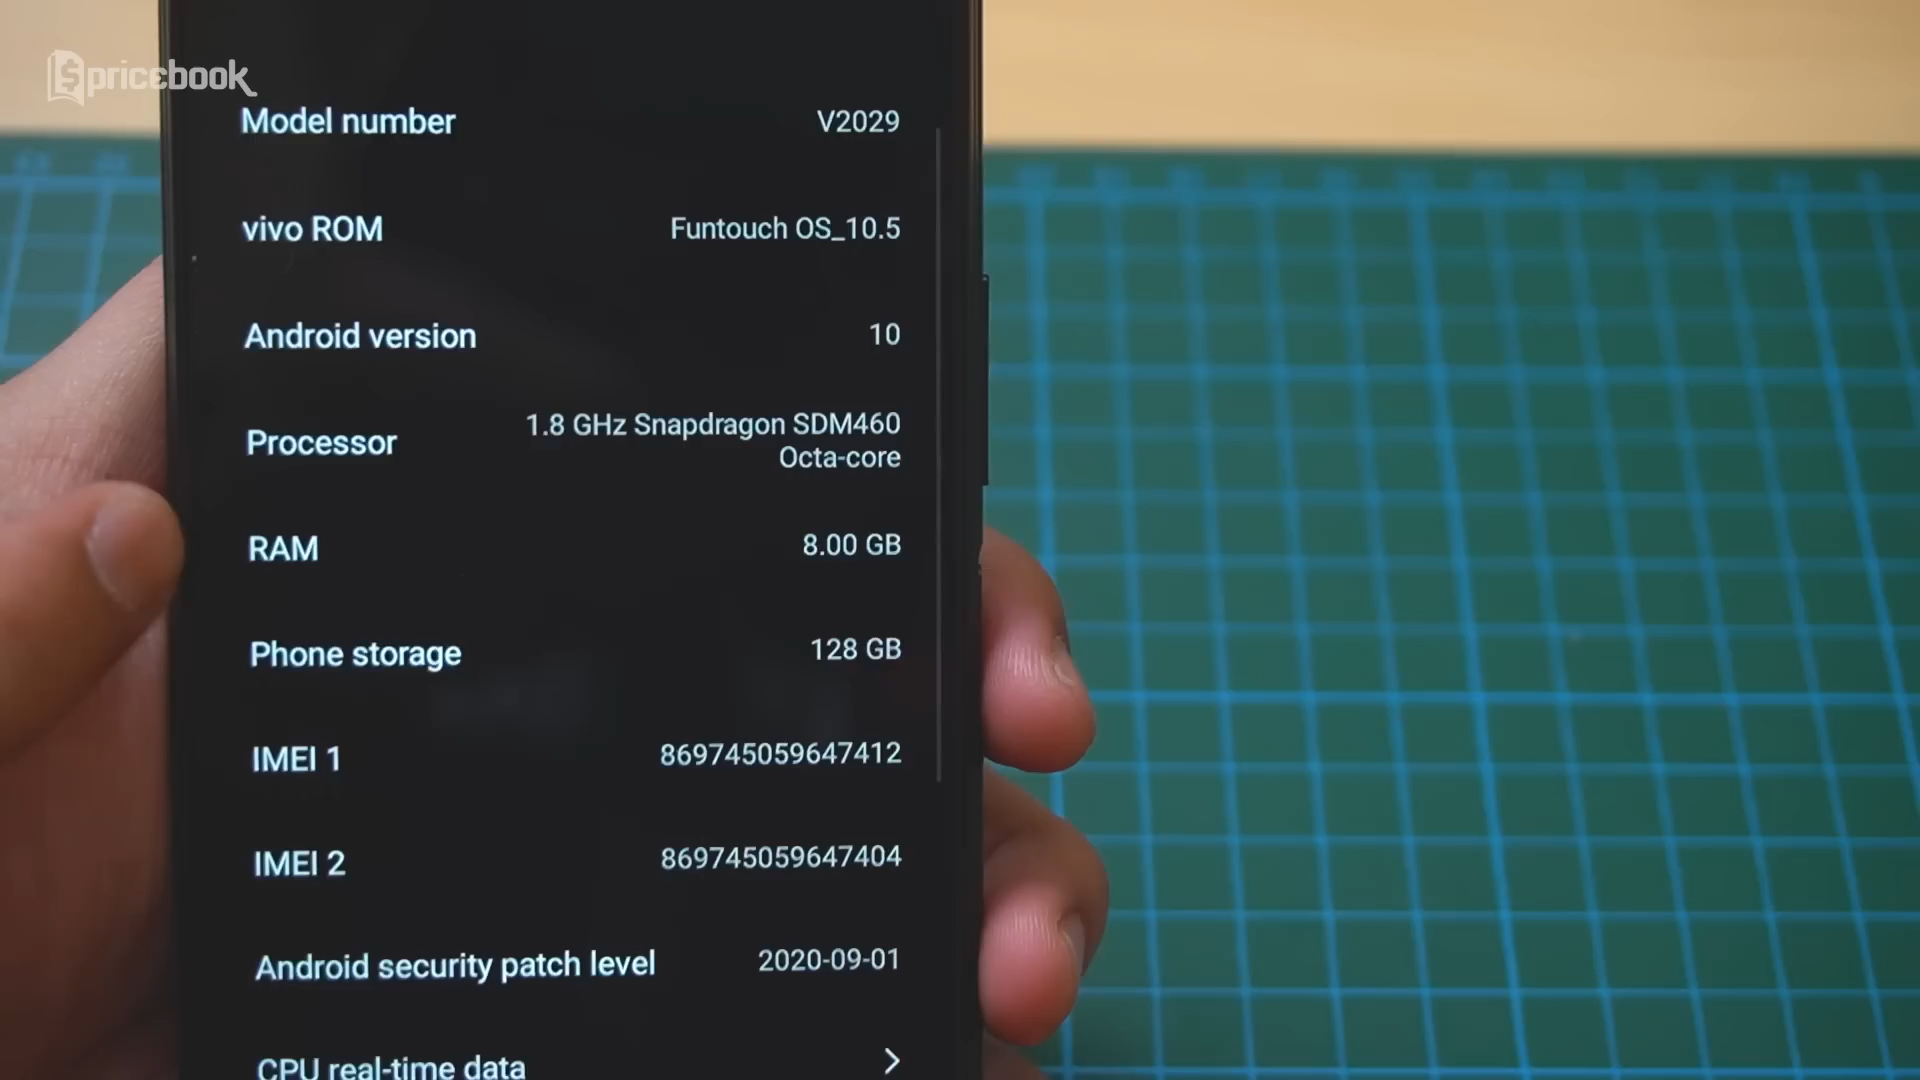 pricebook
Model number V2029
vivo ROM Funtouch OS_10.5
Android version 10
Processor 1.8 GHz Snapdragon SDM460
Octa-core
RAM 8.00 GB
Phone storage 128 GB
IMEI 1 869745059647412
IMEI 2 869745059647404
Android security patch level 2020-09-01
CPU real-time data